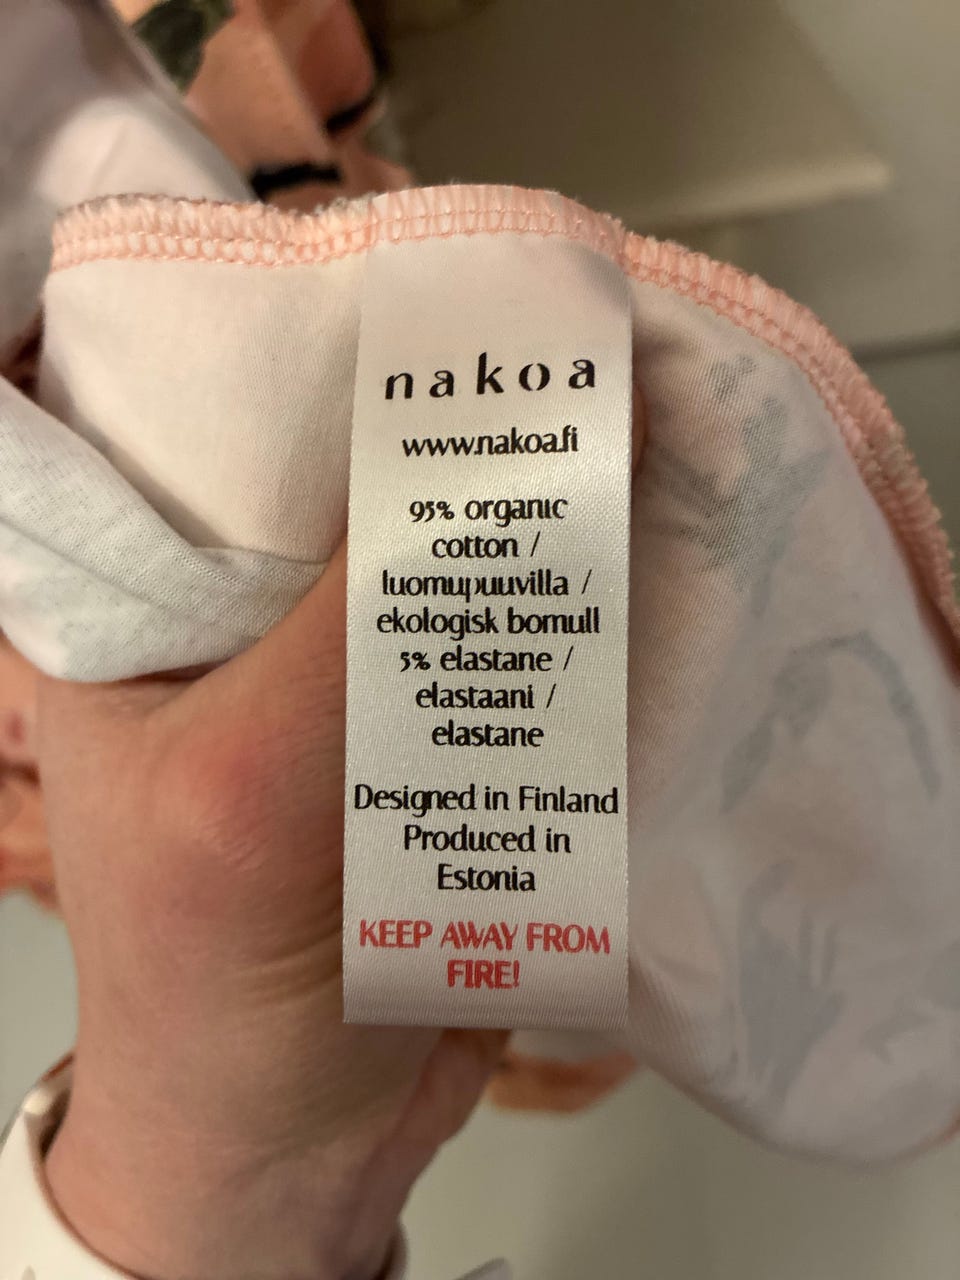 nakoa
www.nakoa.fi
95% organic
cotton /
luomupuuvilla /
ekologisk bomull
5% elastane /
elastaani /
elastane
Designed in Finland
Produced in
Estonia
KEEP AWAY FROM
FIRE!